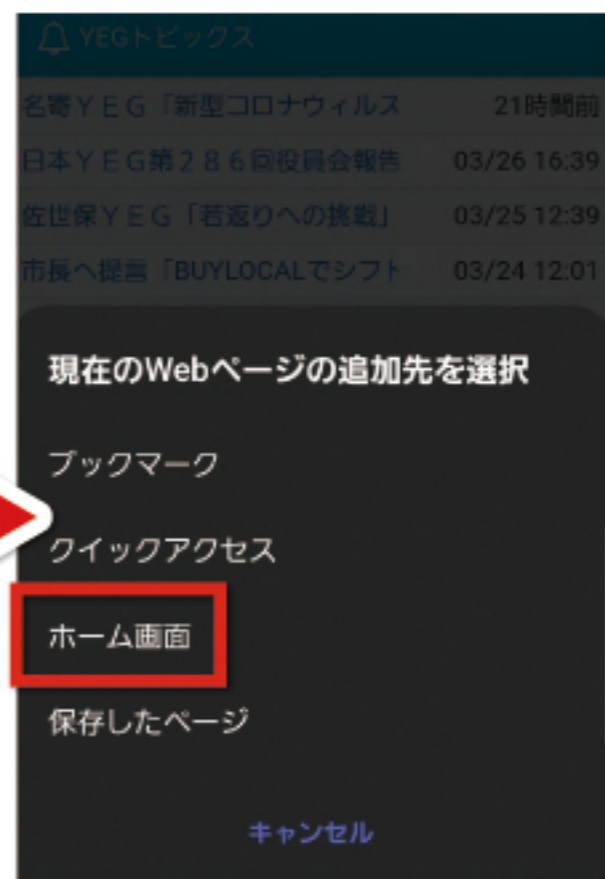 YEGトピックス
名寄ＹＥＧ「新型コロナウィルス 21時間前
日本ＹＥＧ第２８６回役員会報告 03/26 16:39
佐世保ＹＥＧ「若返りへの挑戦」 03/25 12:39
市長へ提言「BUYLOCALでシフト 03/24 12:01
現在のWebページの追加先を選択
ブックマーク
クイックアクセス
ホーム画面
保存したページ
キャンセル